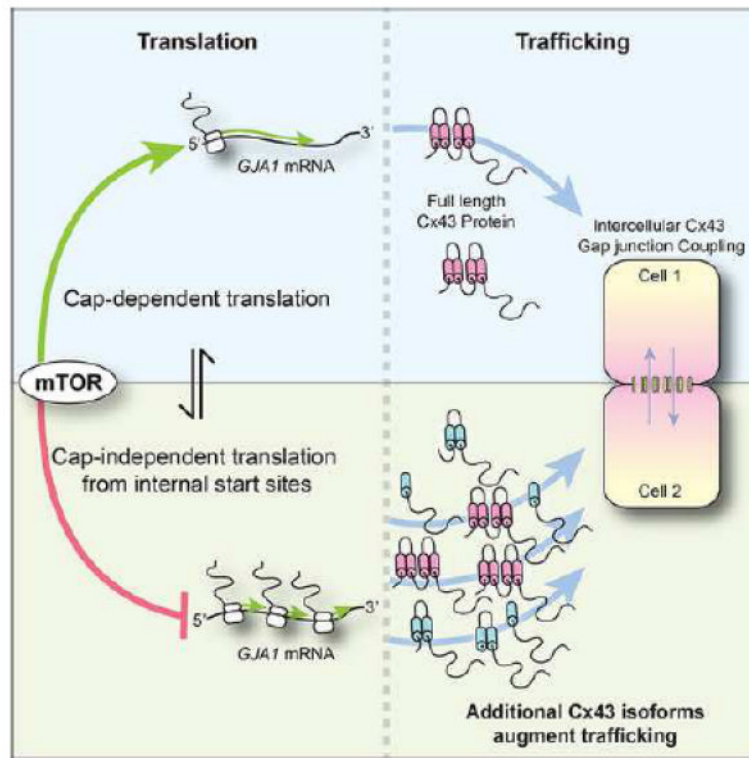 Translation
Trafficking
5'
3'
GJA1 mRNA
Full length
Cx43 Protein
Intercellular Cx43
Gap junction Coupling
Cell 1
Cap-dependent translation
mTOR
Cap-independent translation
from internal start sites
Cell 2
5'
3'
GJA1 mRNA
Additional Cx43 isoforms
augment trafficking